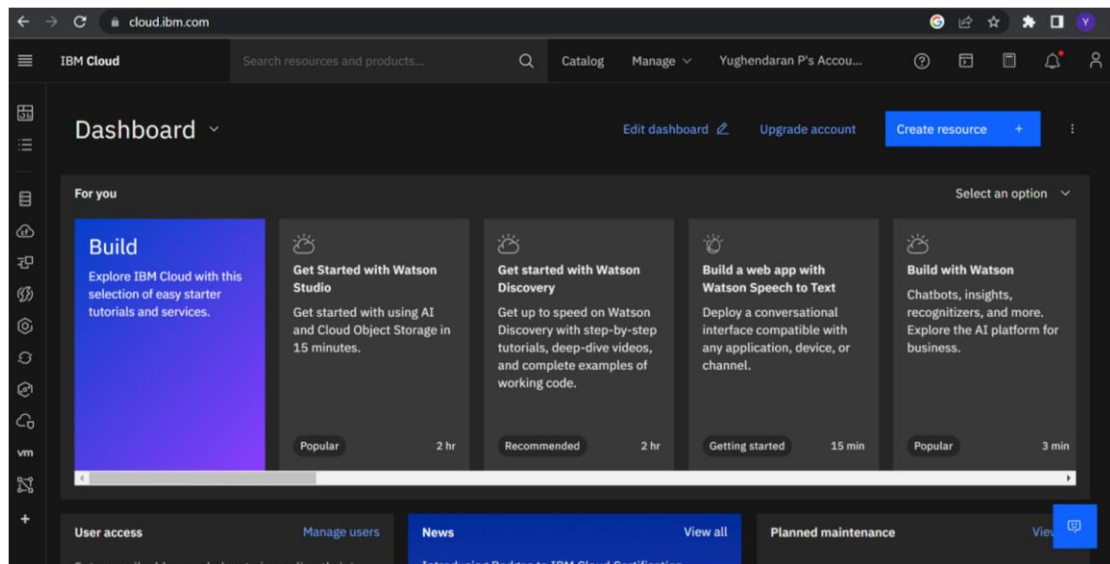 cloud.ibm.com
Y
IBM Cloud
Search resources and products...
Catalog
Manage
Yughendaran P's Accou...
Dashboard
Edit dashboard
Upgrade account
Create resource +
For you
Select an option
Build
Explore IBM Cloud with this
selection of easy starter
tutorials and services.
Get Started with Watson
Studio
Get started with using AI
and Cloud Object Storage in
15 minutes.
Popular
2 hr
Get started with Watson
Discovery
Get up to speed on Watson
Discovery with step-by-step
tutorials, deep-dive videos,
and complete examples of
working code.
Recommended
2 hr
Build a web app with
Watson Speech to Text
Deploy a conversational
interface compatible with
any application, device, or
channel.
Getting started
15 min
Build with Watson
Chatbots, insights,
recognitizers, and more.
Explore the AI platform for
business.
Popular
3 min
vm
User access
Manage users
News
View all
Planned maintenance